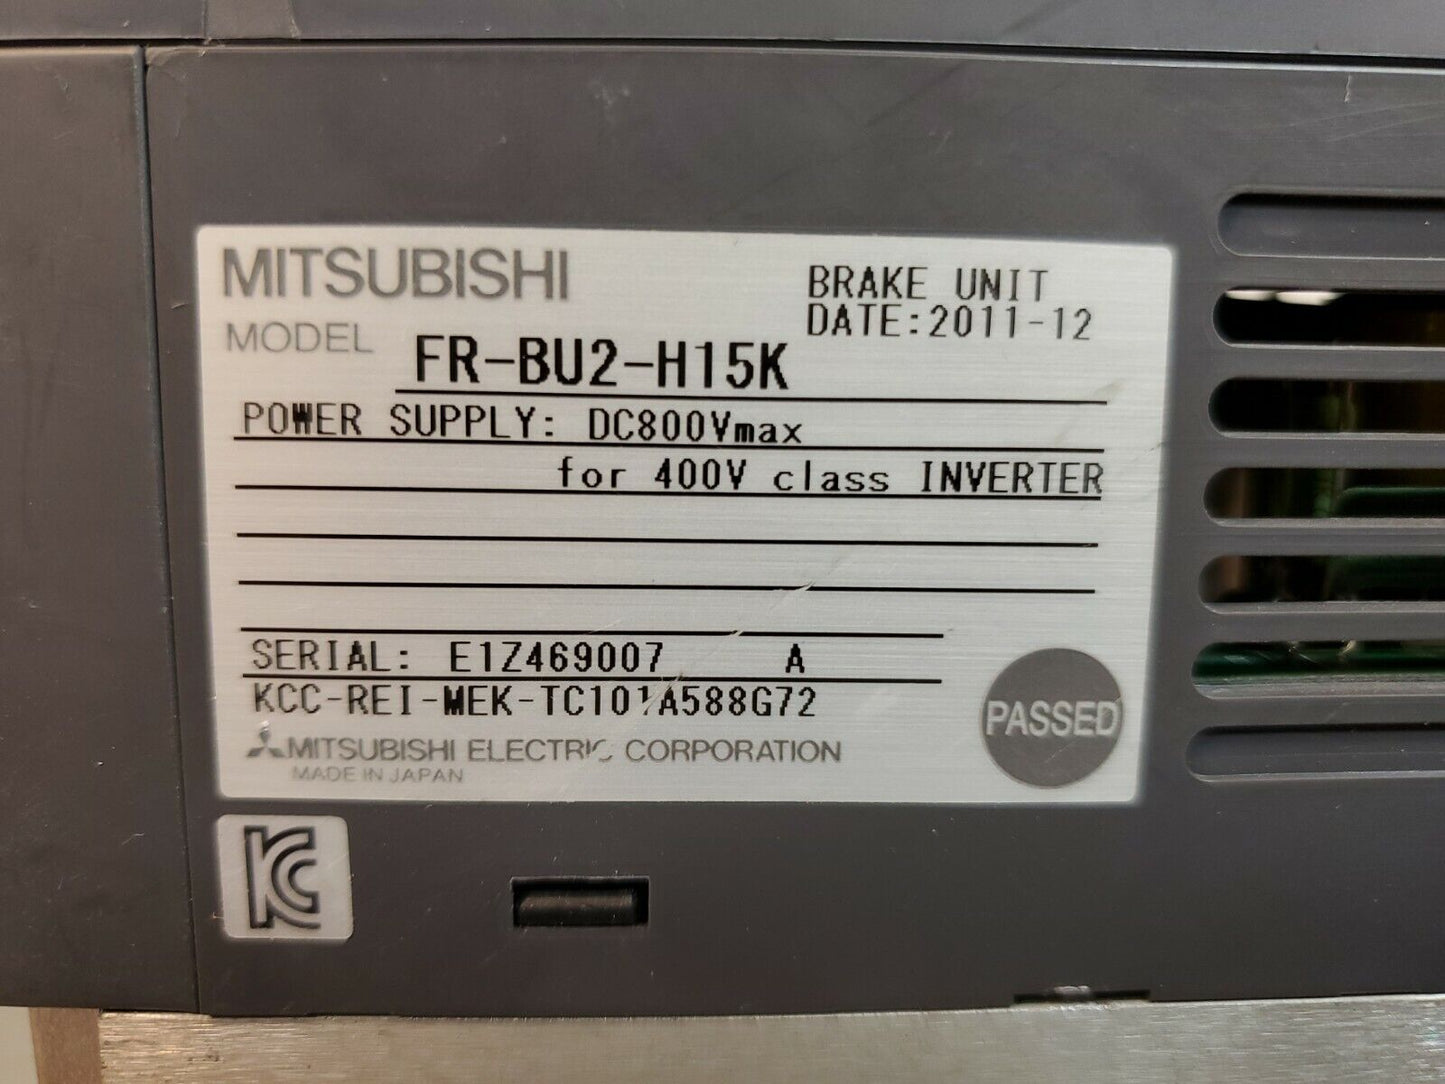 MITSUBISHI
BRAKE UNIT
DATE:2011-12
MODEL FR-BU2-H15K
POWER SUPPLY: DC800Vmax
for 400V class INVERTER
SERIAL: E1Z469007 A
KCC-REI-MEK-TC101A588G72
MITSUBISHI ELECTRIC CORPORATION
MADE IN JAPAN
PASSED
KC